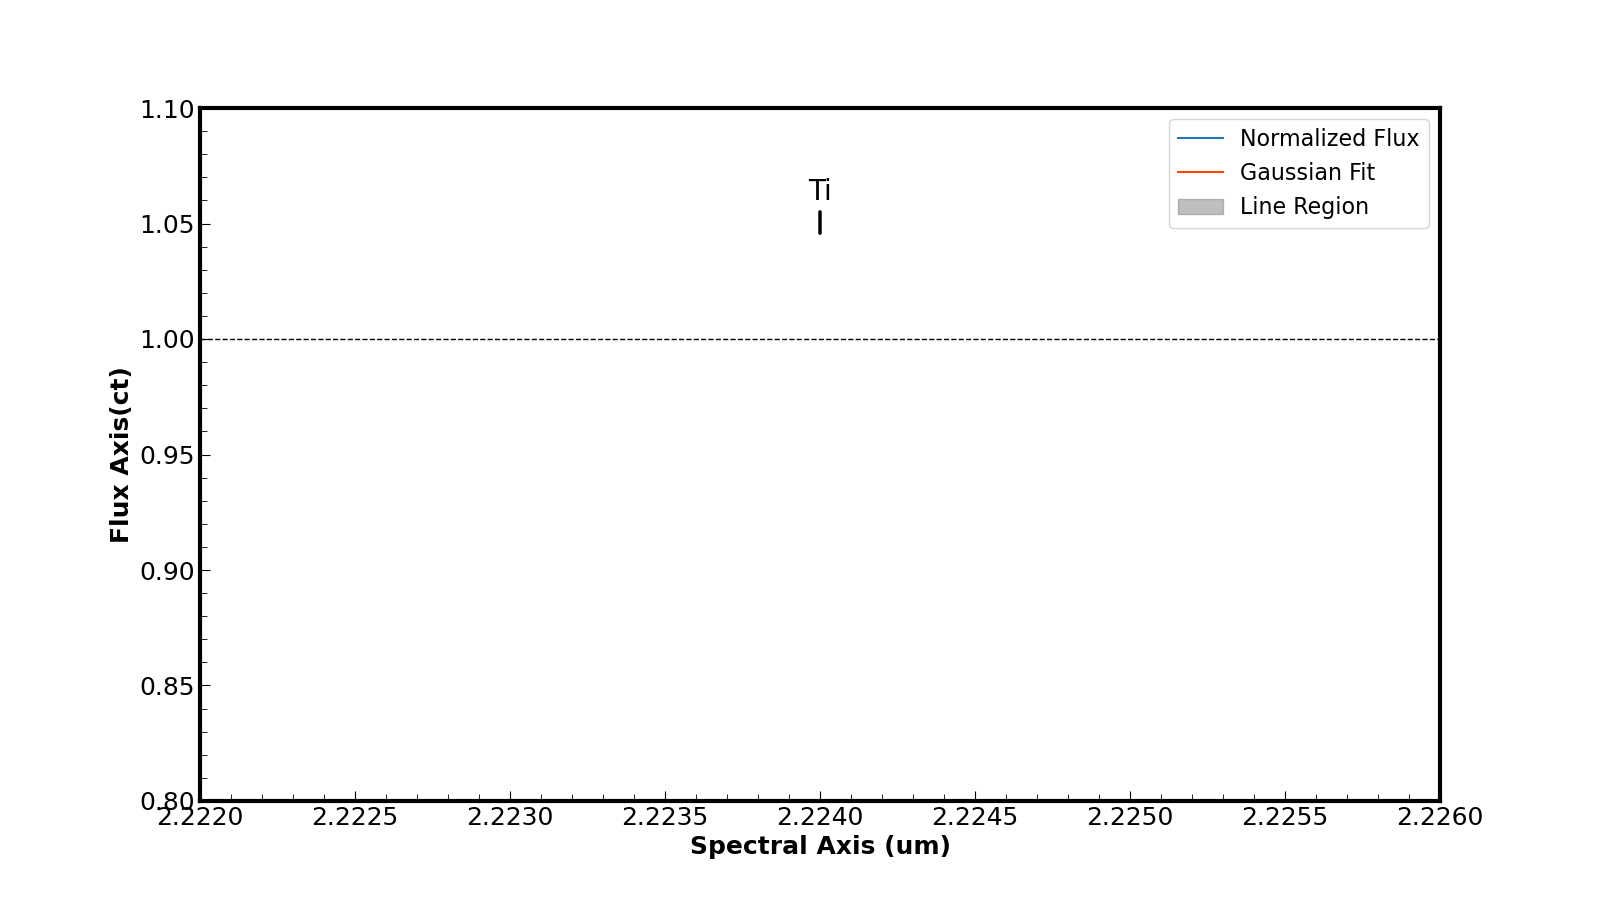 1.10
1.05
1.00
0.95
0.90
0.85
0.80
Flux Axis(ct)
Ti
Normalized Flux
Gaussian Fit
Line Region
2.2220 2.2225 2.2230 2.2235 2.2240 2.2245 2.2250 2.2255 2.2260
Spectral Axis (um)